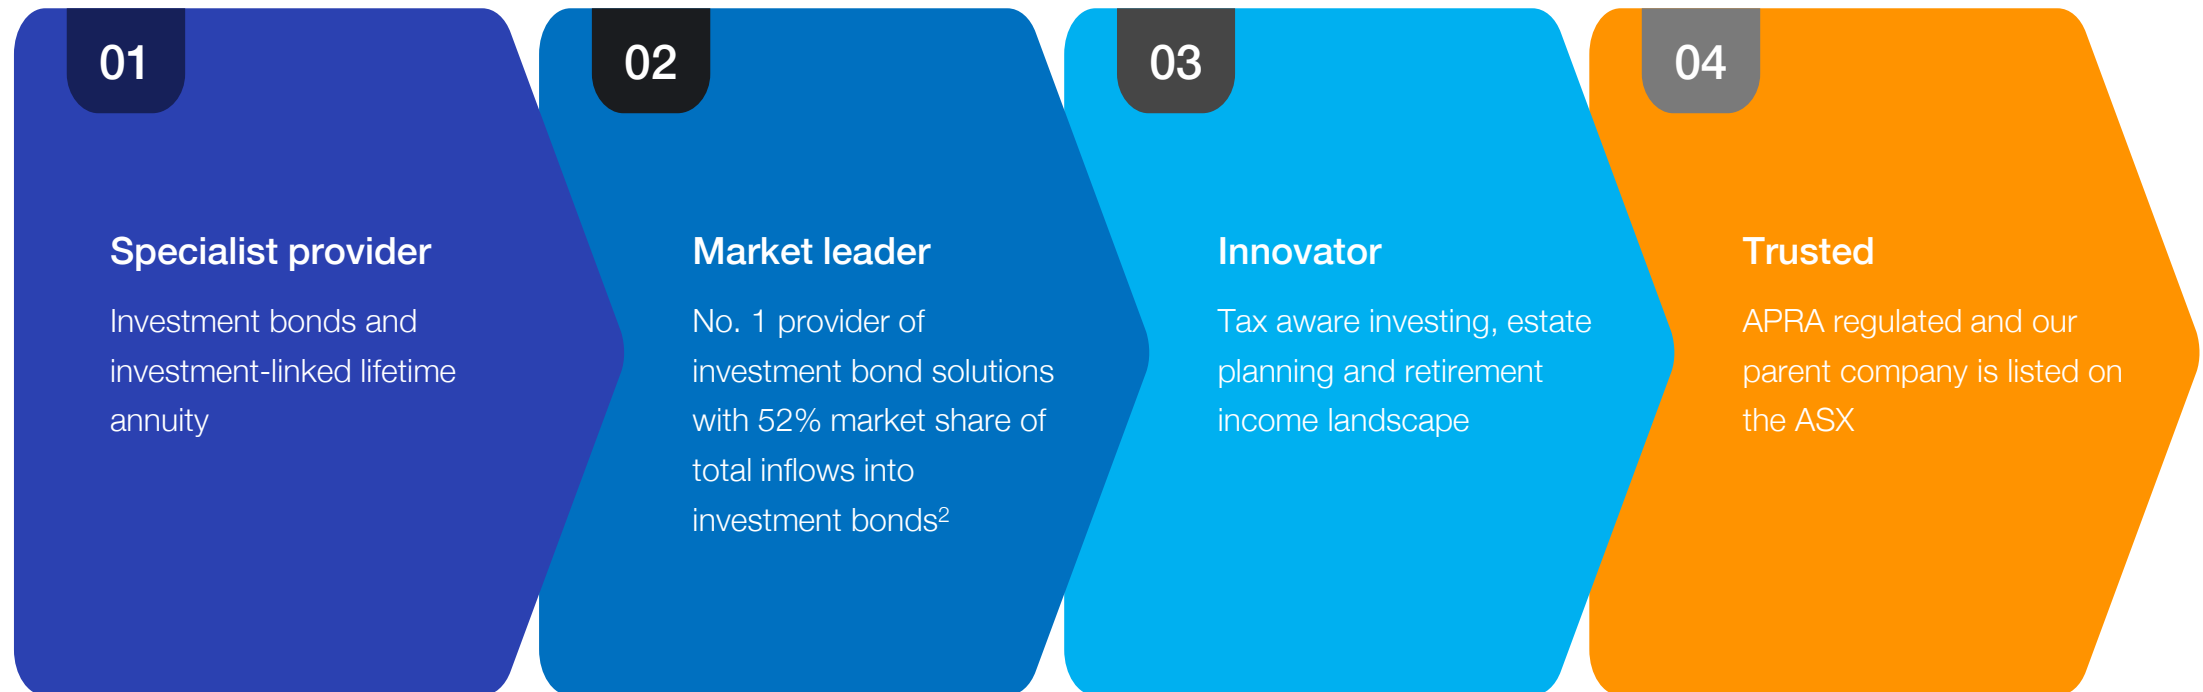 01
Specialist provider
Investment bonds and
investment-linked lifetime
annuity
02
Market leader
No. 1 provider of
investment bond solutions
with 52% market share of
total inflows into
investment bonds²
03
Innovator
Tax aware investing, estate
planning and retirement
income landscape
04
Trusted
APRA regulated and our
parent company is listed on
the ASX